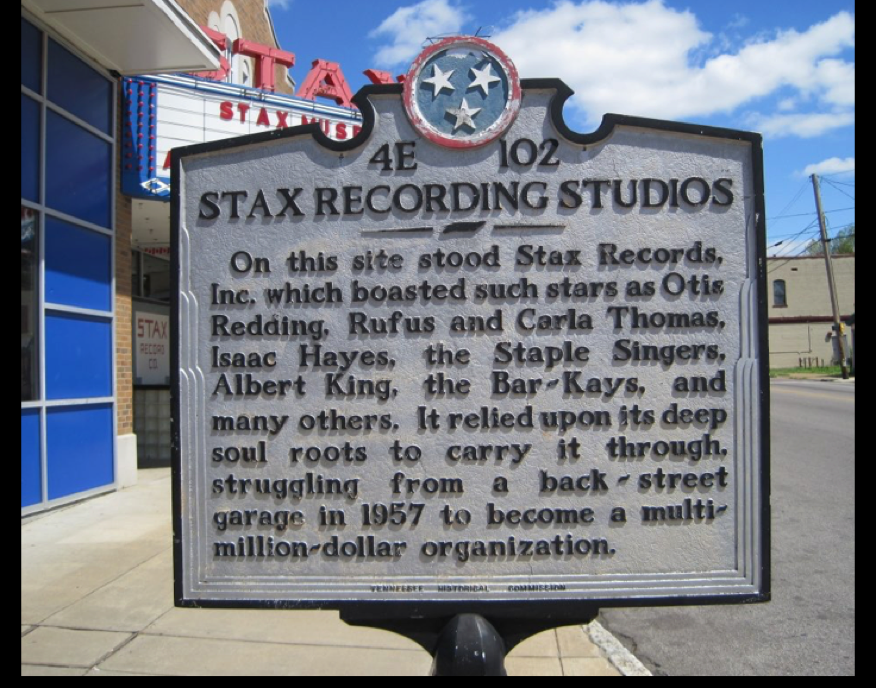 STAX
STAX MUSE
STAX
RECORD
CO
4E 102
STAX RECORDING STUDIOS
On this site stood Stax Records,
Inc. which boasted such stars as Otis
Redding, Rufus and Carla Thomas,
Isaac Hayes, the Staple Singers,
Albert King, the Bar-Kays, and
many others. It relied upon its deep
soul roots to carry it through,
struggling from a back-street
garage in 1957 to become a multi-
million-dollar organization.
TENNESSEE HISTORICAL COMMISSION